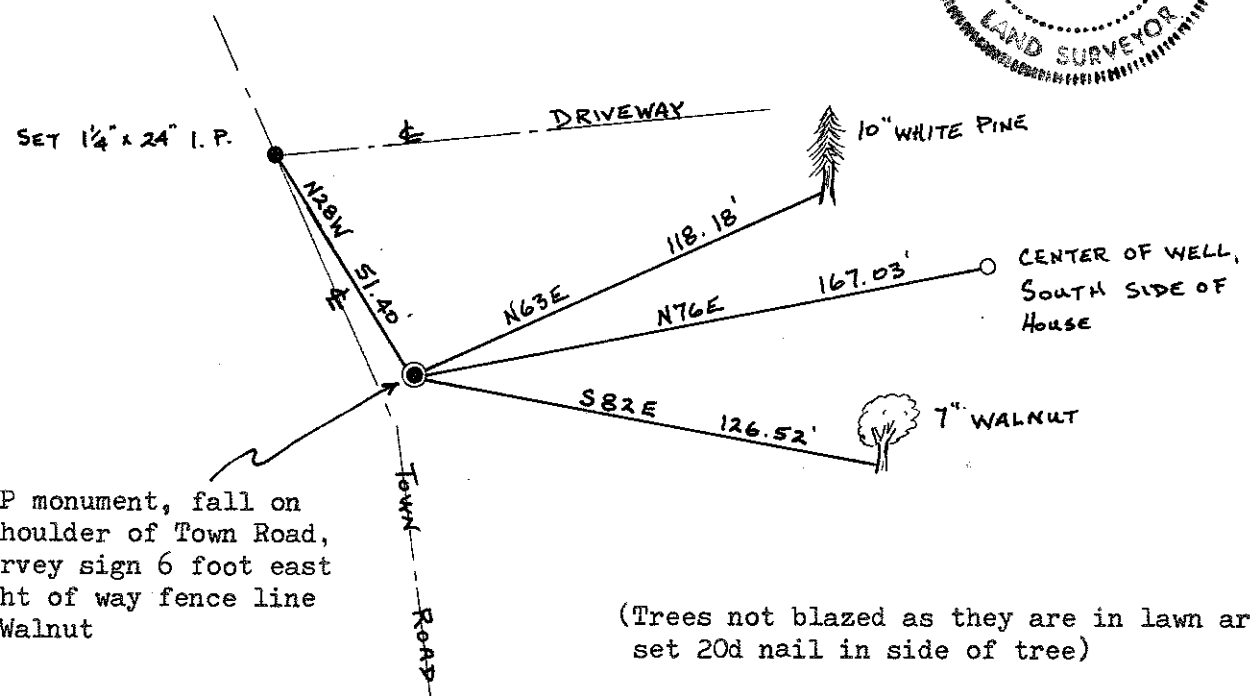 LAND SURVEYOR
SET 1¼" x 24" I.P.
℄
DRIVEWAY
10" WHITE PINE
N28W
51.40'
℄
N63E
118.18'
N76E
167.03'
CENTER OF WELL,
SOUTH SIDE OF
HOUSE
S82E
126.52'
7" WALNUT
P monument, fall on
houlder of Town Road,
rvey sign 6 foot east
ht of way fence line
Walnut
TOWN
ROAD
(Trees not blazed as they are in lawn ar
set 20d nail in side of tree)